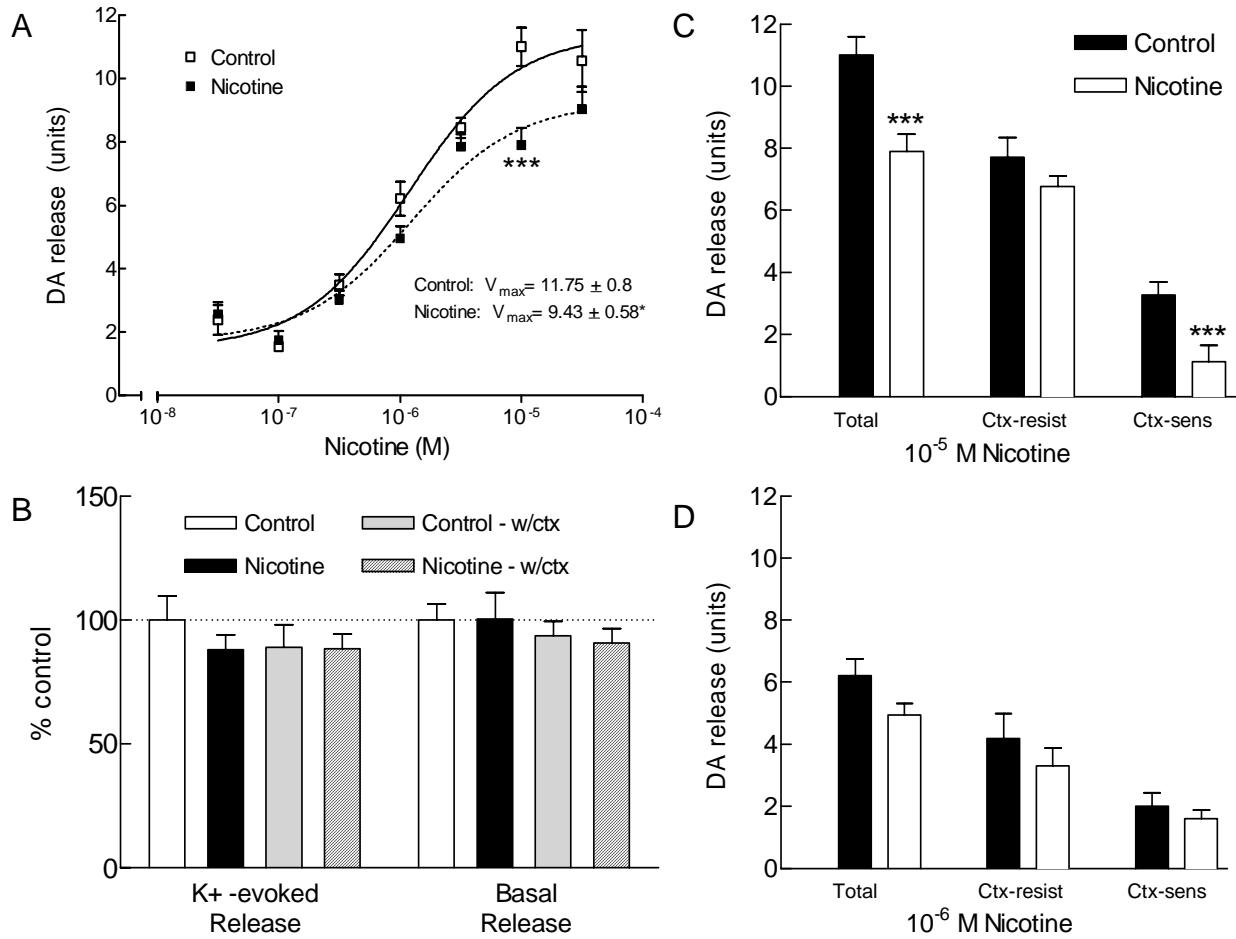 A
Control
Nicotine
DA release (units)
12
10
8
6
4
2
0
***
Control: Vmax= 11.75 ± 0.8
Nicotine: Vmax= 9.43 ± 0.58*
10-8
10-7
10-6
10-5
10-4
Nicotine (M)
B
Control
Control - w/ctx
Nicotine
Nicotine - w/ctx
% control
150
100
50
0
K+ -evoked
Release
Basal
Release
C
Control
Nicotine
DA release (units)
12
10
8
6
4
2
0
***
***
Total
Ctx-resist
Ctx-sens
10-5 M Nicotine
D
DA release (units)
12
10
8
6
4
2
0
Total
Ctx-resist
Ctx-sens
10-6 M Nicotine